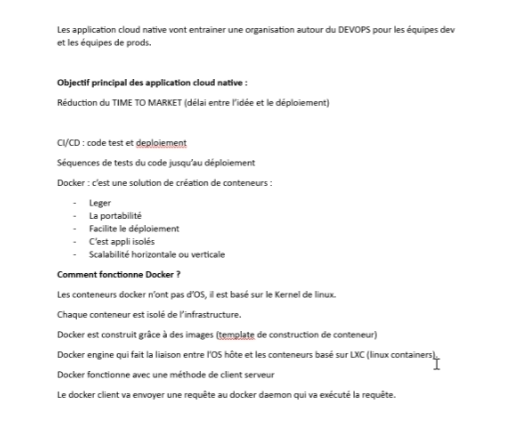 Les application cloud native vont entrainer une organisation autour du DEVOPS pour les équipes dev
et les équipes de prods.
Objectif principal des application cloud native :
Réduction du TIME TO MARKET (délai entre l'idée et le déploiement)
CI/CD : code test et deploiement
Séquences de tests du code jusqu'au déploiement
Docker : c'est une solution de création de conteneurs :
- Leger
- La portabilité
- Facilite le déploiement
- C'est appli isolés
- Scalabilité horizontale ou verticale
Comment fonctionne Docker ?
Les conteneurs docker n'ont pas d'OS, il est basé sur le Kernel de linux.
Chaque conteneur est isolé de l'infrastructure.
Docker est construit grâce à des images (template de construction de conteneur)
Docker engine qui fait la liaison entre l'OS hôte et les conteneurs basé sur LXC (linux containers).
Docker fonctionne avec une méthode de client serveur
Le docker client va envoyer une requête au docker daemon qui va exécuté la requête.